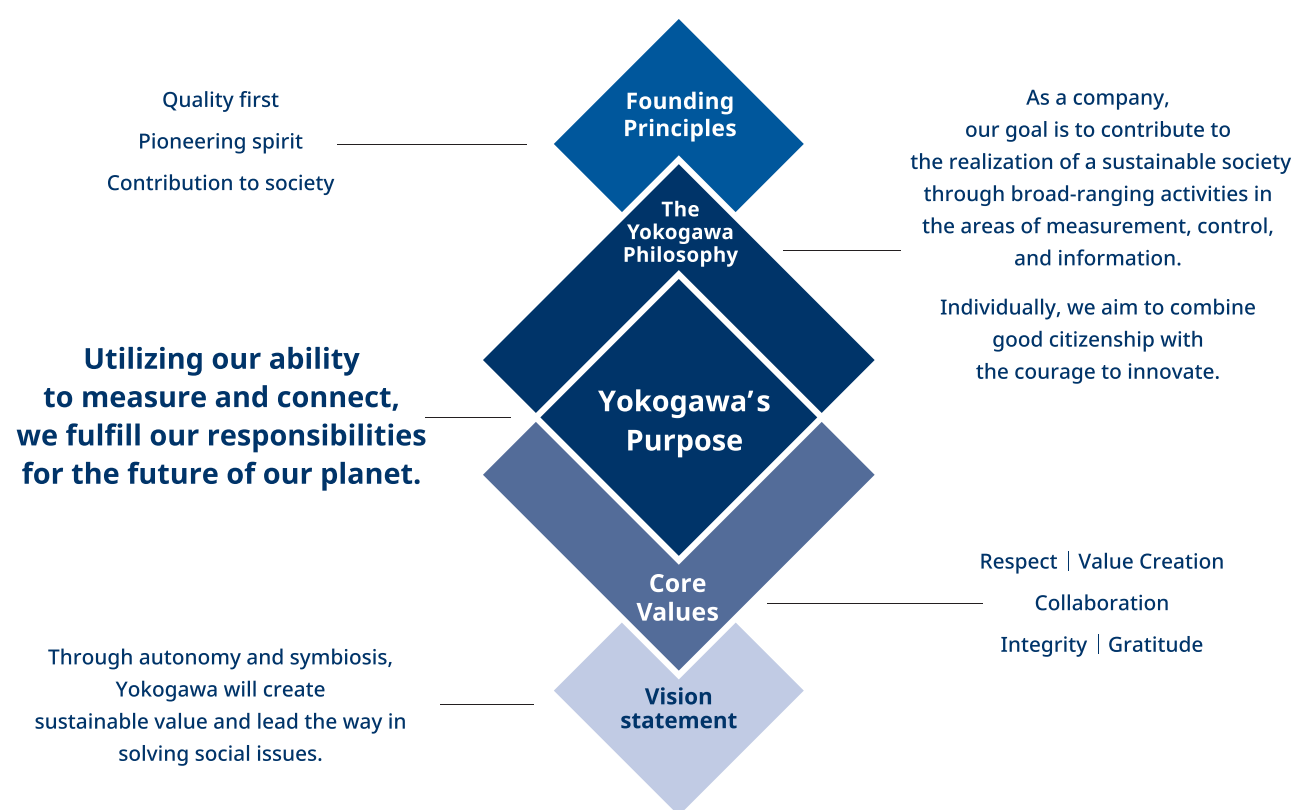 Founding
Principles
Quality first
Pioneering spirit
Contribution to society
The
Yokogawa
Philosophy
As a company,
our goal is to contribute to
the realization of a sustainable society
through broad-ranging activities in
the areas of measurement, control,
and information.
Individually, we aim to combine
good citizenship with
the courage to innovate.
Yokogawa’s
Purpose
Utilizing our ability
to measure and connect,
we fulfill our responsibilities
for the future of our planet.
Core
Values
Respect | Value Creation
Collaboration
Integrity | Gratitude
Vision
statement
Through autonomy and symbiosis,
Yokogawa will create
sustainable value and lead the way in
solving social issues.